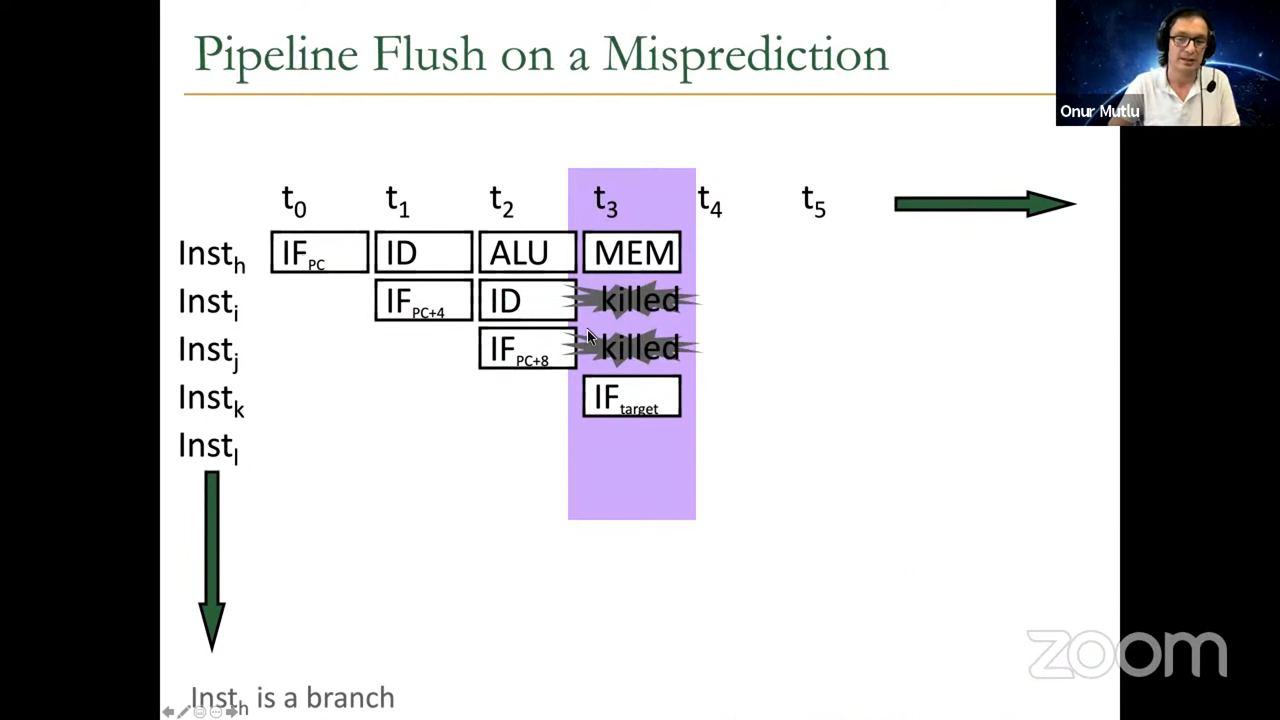 Pipeline Flush on a Misprediction
Onur Mutlu
t0 t1 t2 t3 t4 t5
Insth IFPC ID ALU MEM
Insti IFPC+4 ID killed
Instj IFPC+8 killed
Instk IFtarget
Instl
zoom
Insth is a branch